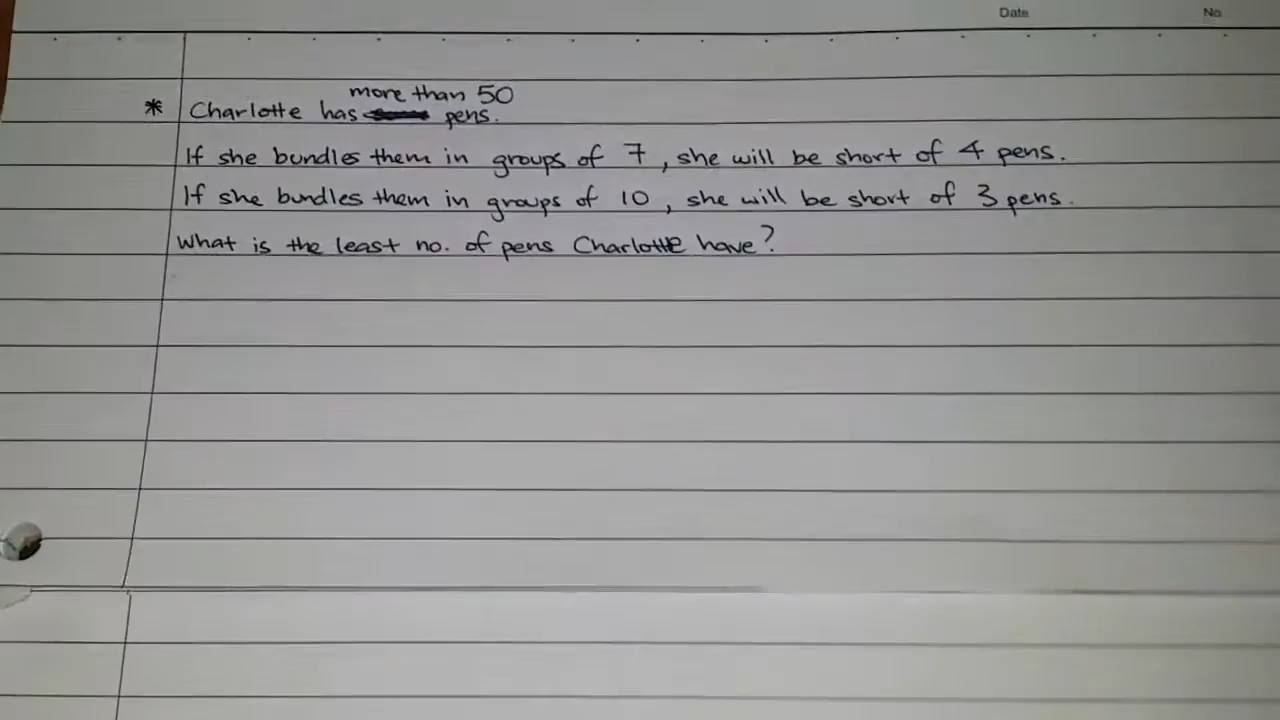 Date No
more than 50
* Charlotte has pens.
If she bundles them in groups of 7, she will be short of 4 pens.
If she bundles them in groups of 10, she will be short of 3 pens.
What is the least no. of pens Charlotte have?